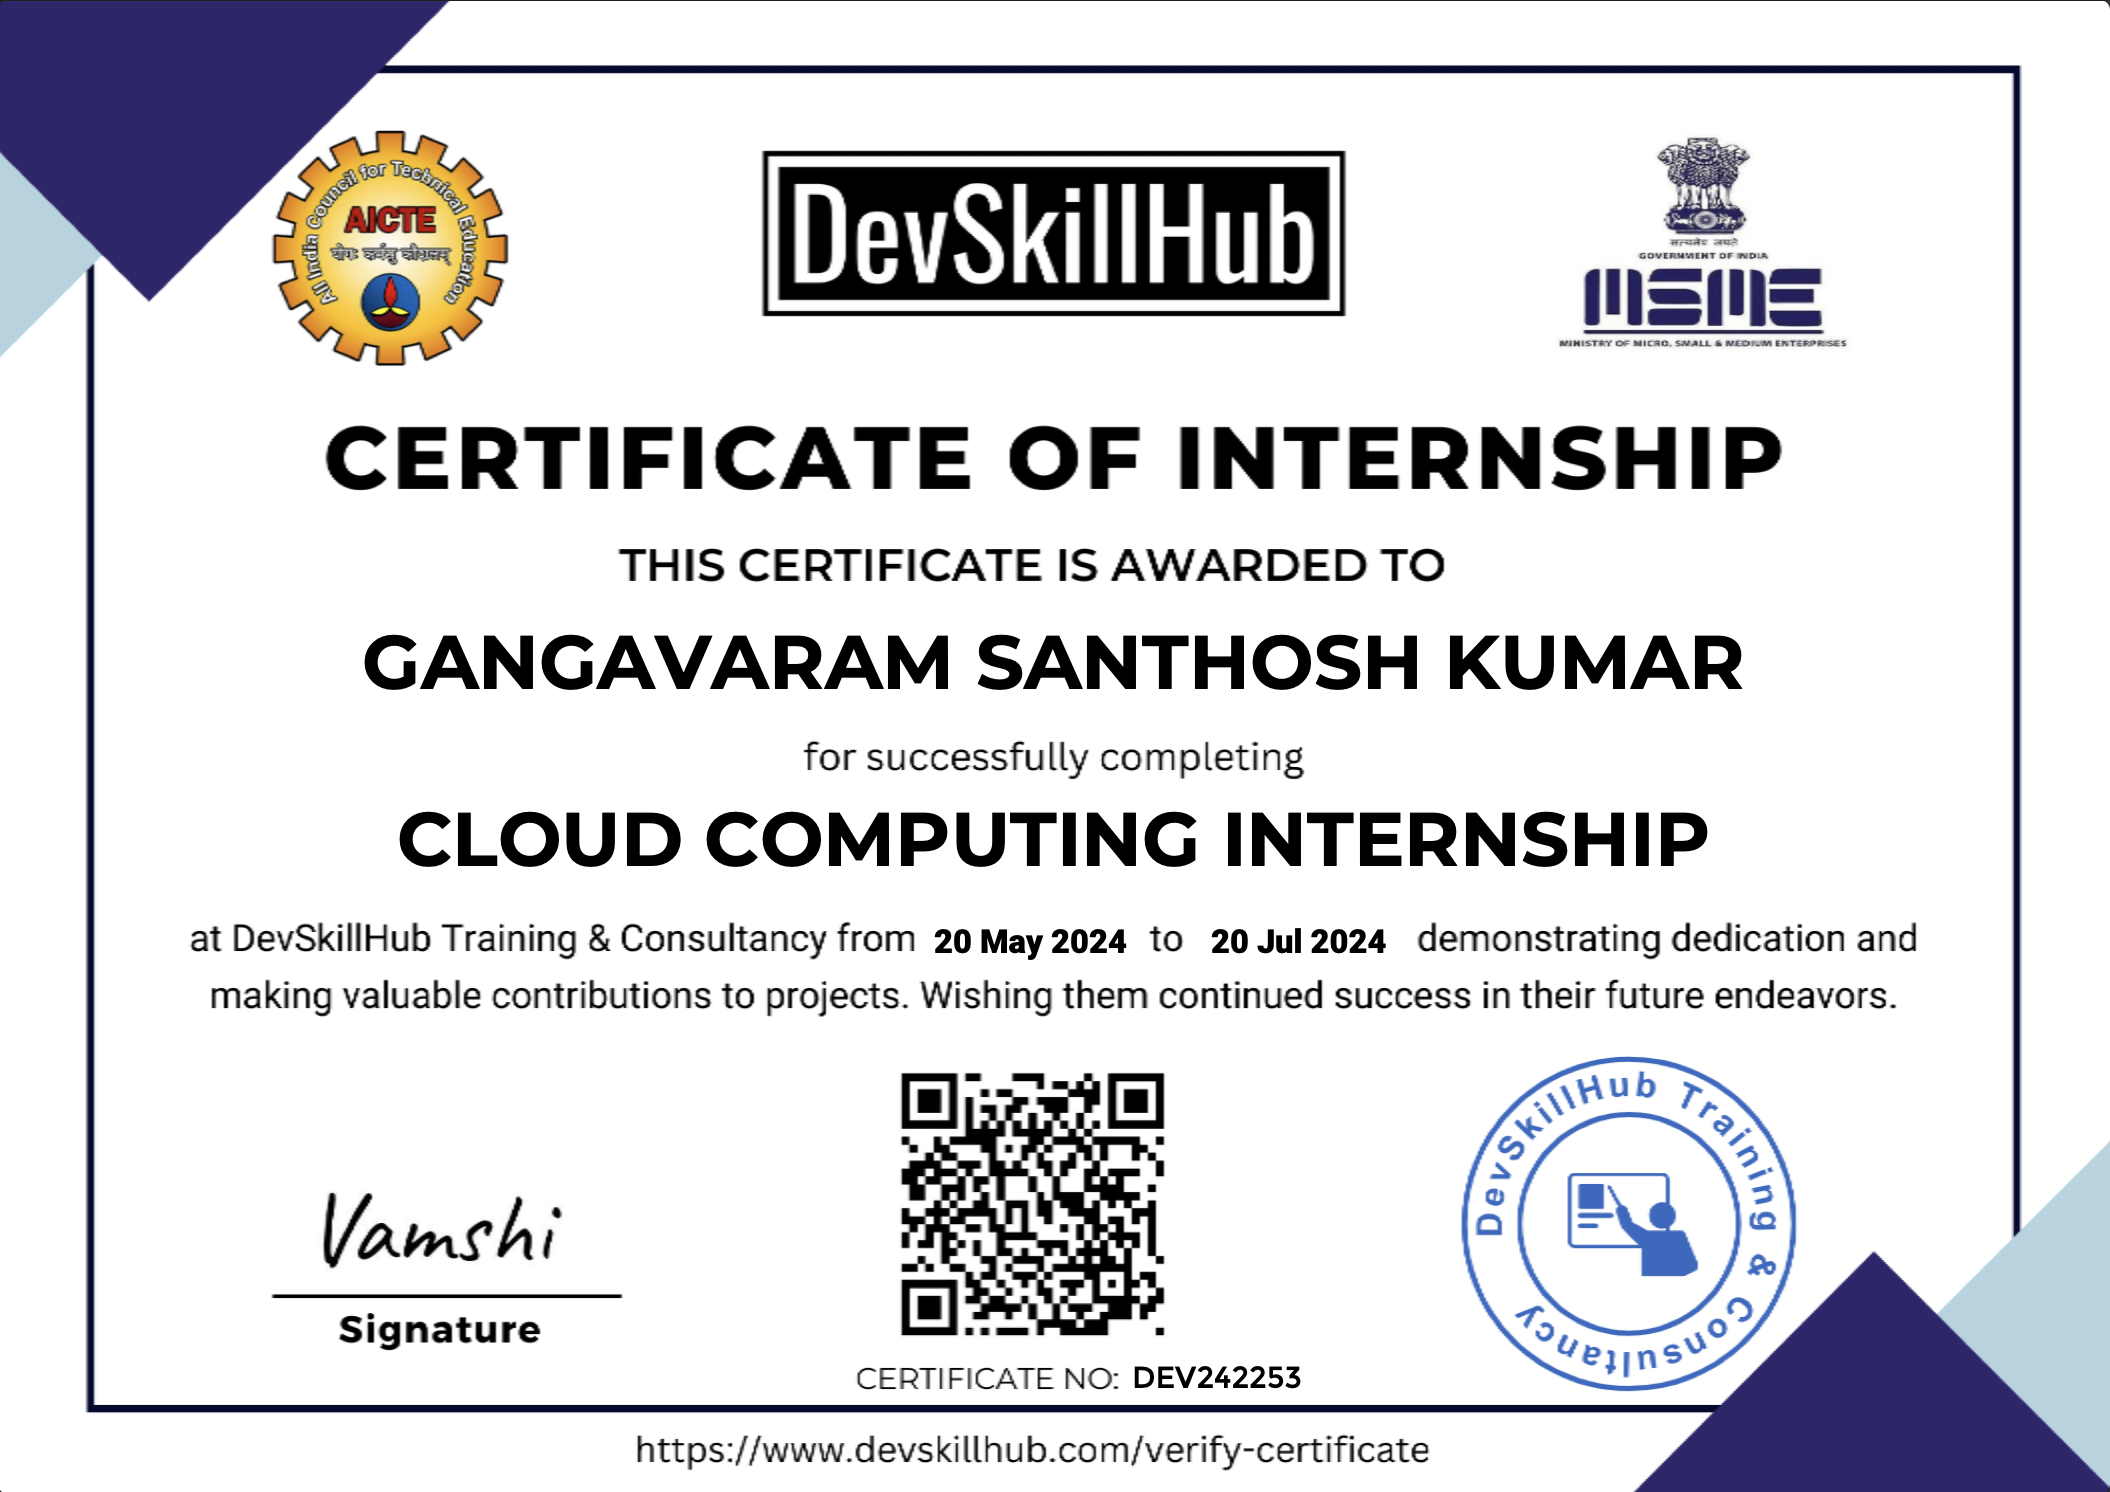 All India Council for Technical Education
AICTE
योगः कर्मसु कौशलम्
DevSkillHub
सत्यमेव जयते
GOVERNMENT OF INDIA
MSME
MINISTRY OF MICRO, SMALL & MEDIUM ENTERPRISES
CERTIFICATE OF INTERNSHIP
THIS CERTIFICATE IS AWARDED TO
GANGAVARAM SANTHOSH KUMAR
for successfully completing
CLOUD COMPUTING INTERNSHIP
at DevSkillHub Training & Consultancy from 20 May 2024 to 20 Jul 2024 demonstrating dedication and
making valuable contributions to projects. Wishing them continued success in their future endeavors.
Vamshi
Signature
CERTIFICATE NO: DEV242253
DevSkillHub Training & Consultancy
https://www.devskillhub.com/verify-certificate